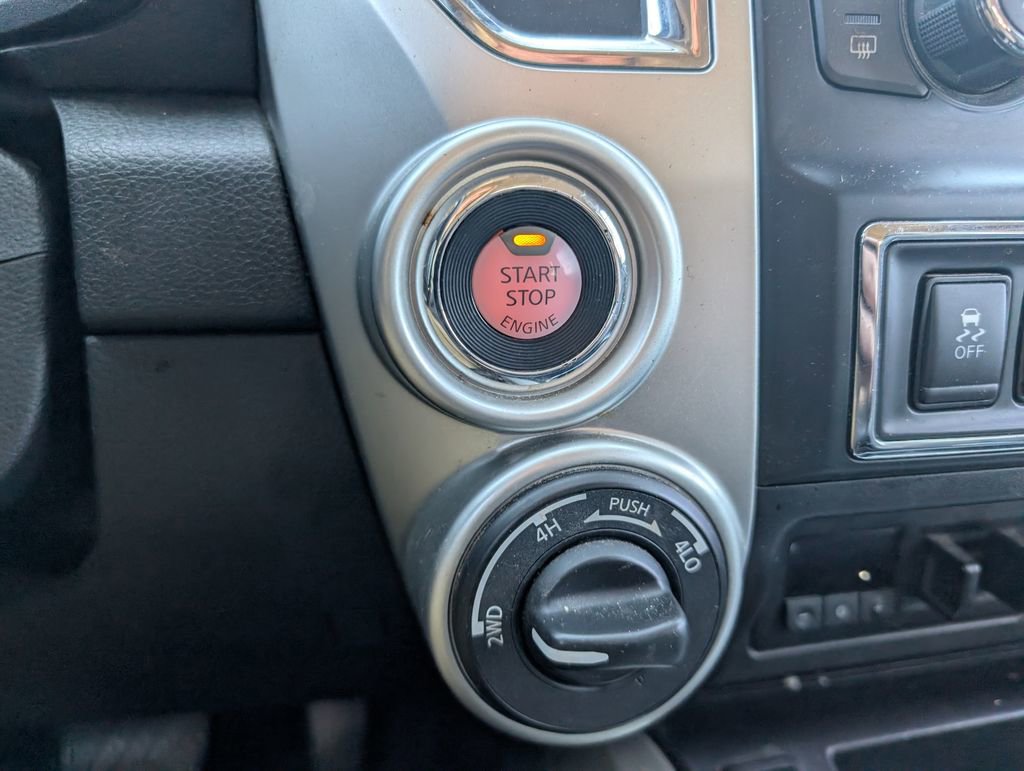 START
STOP
ENGINE
OFF
PUSH
4H
4LO
2WD